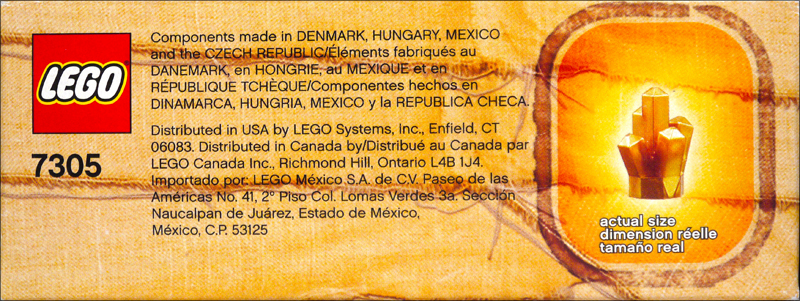 LEGO
7305
Components made in DENMARK, HUNGARY, MEXICO
and the CZECH REPUBLIC/Éléments fabriqués au
DANEMARK, en HONGRIE, au MEXIQUE et en
RÉPUBLIQUE TCHÈQUE/Componentes hechos en
DINAMARCA, HUNGRIA, MEXICO y la REPUBLICA CHECA.
Distributed in USA by LEGO Systems, Inc., Enfield, CT
06083. Distributed in Canada by/Distribué au Canada par
LEGO Canada Inc., Richmond Hill, Ontario L4B 1J4.
Importado por: LEGO México S.A. de C.V. Paseo de las
Américas No. 41, 2º Piso Col. Lomas Verdes 3a. Sección
Naucalpan de Juárez, Estado de México,
México, C.P. 53125
actual size
dimension réelle
tamaño real